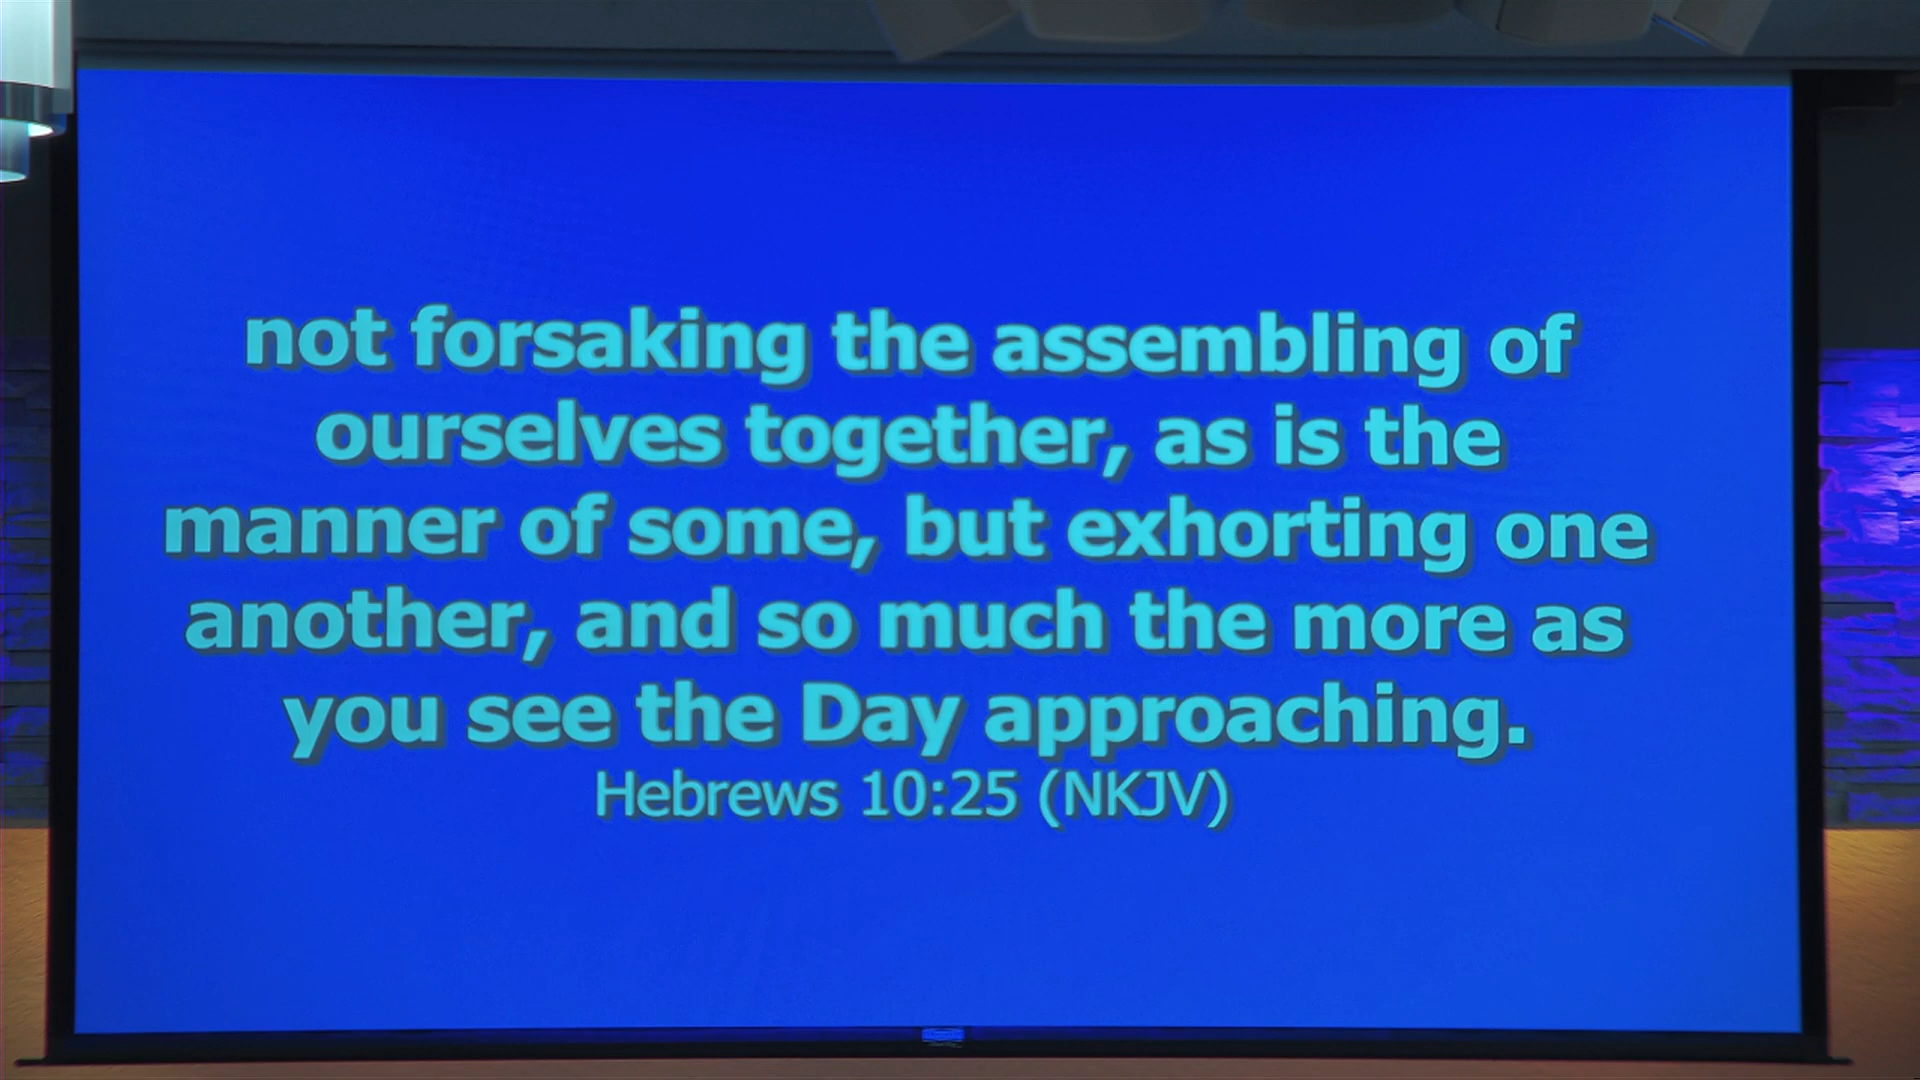 not forsaking the assembling of
ourselves together, as is the
manner of some, but exhorting one
another, and so much the more as
you see the Day approaching.
Hebrews 10:25 (NKJV)